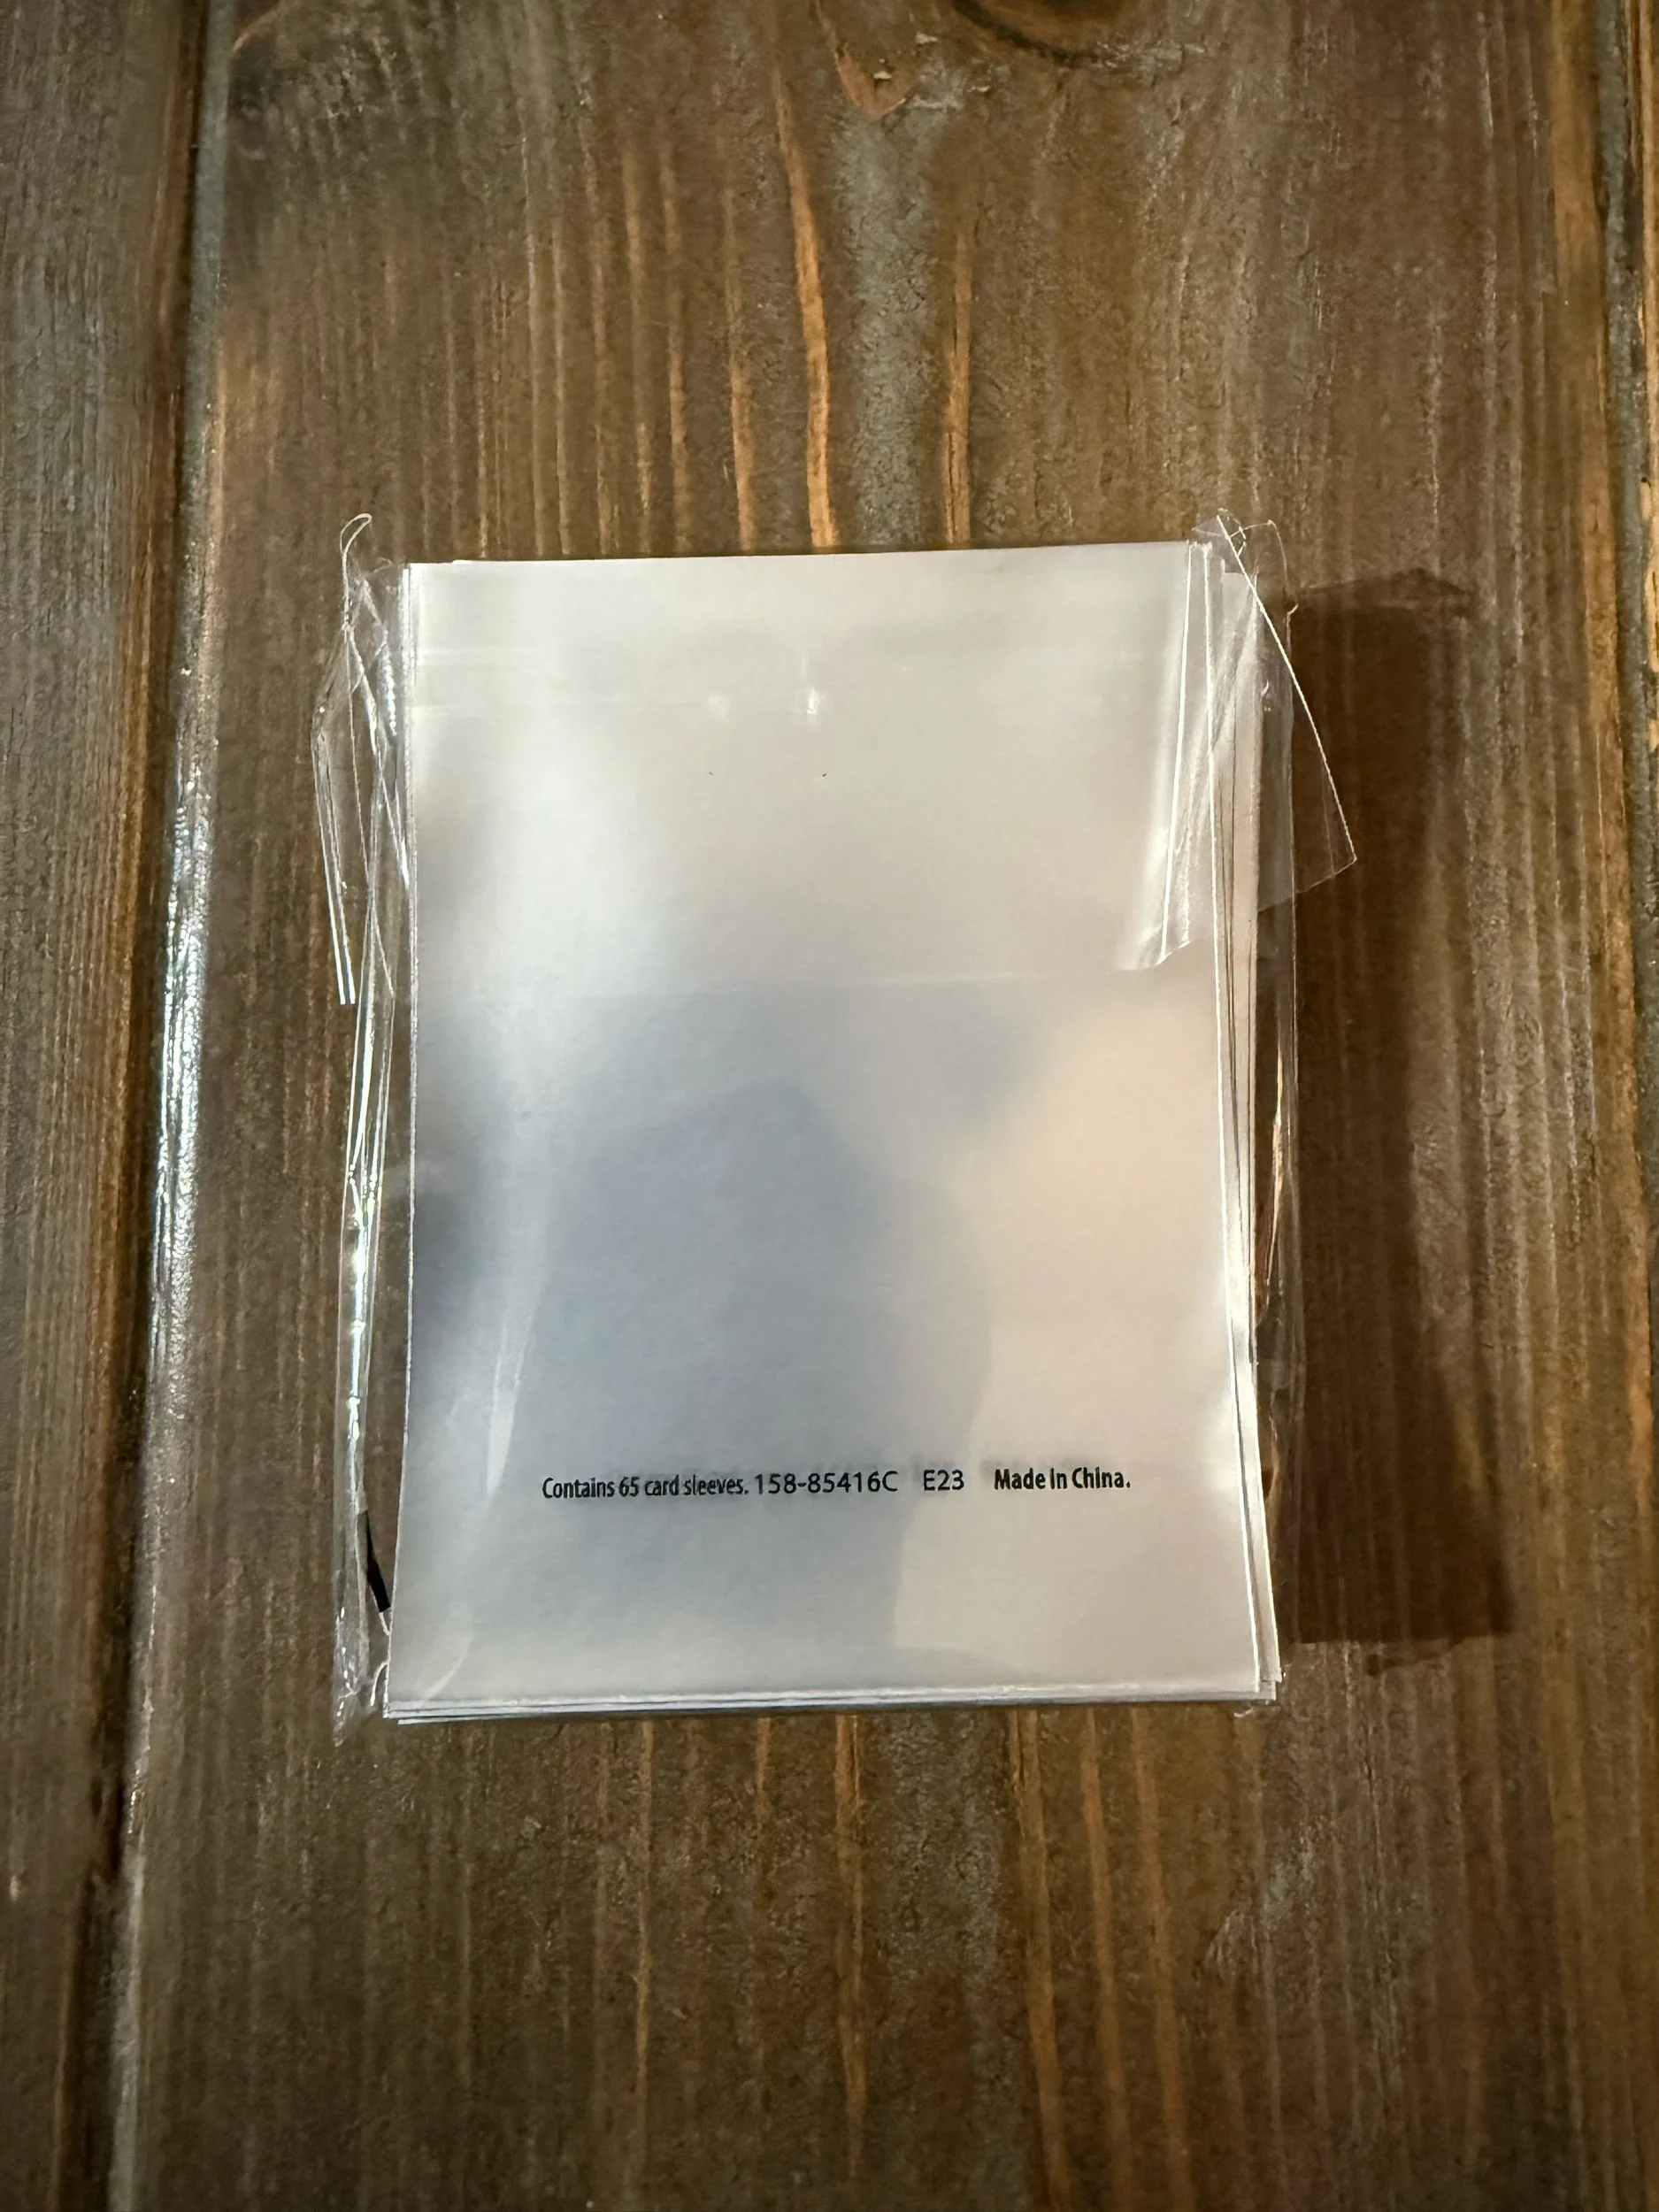 Contains 65 card sleeves. 158-85416C E23 Made in China.